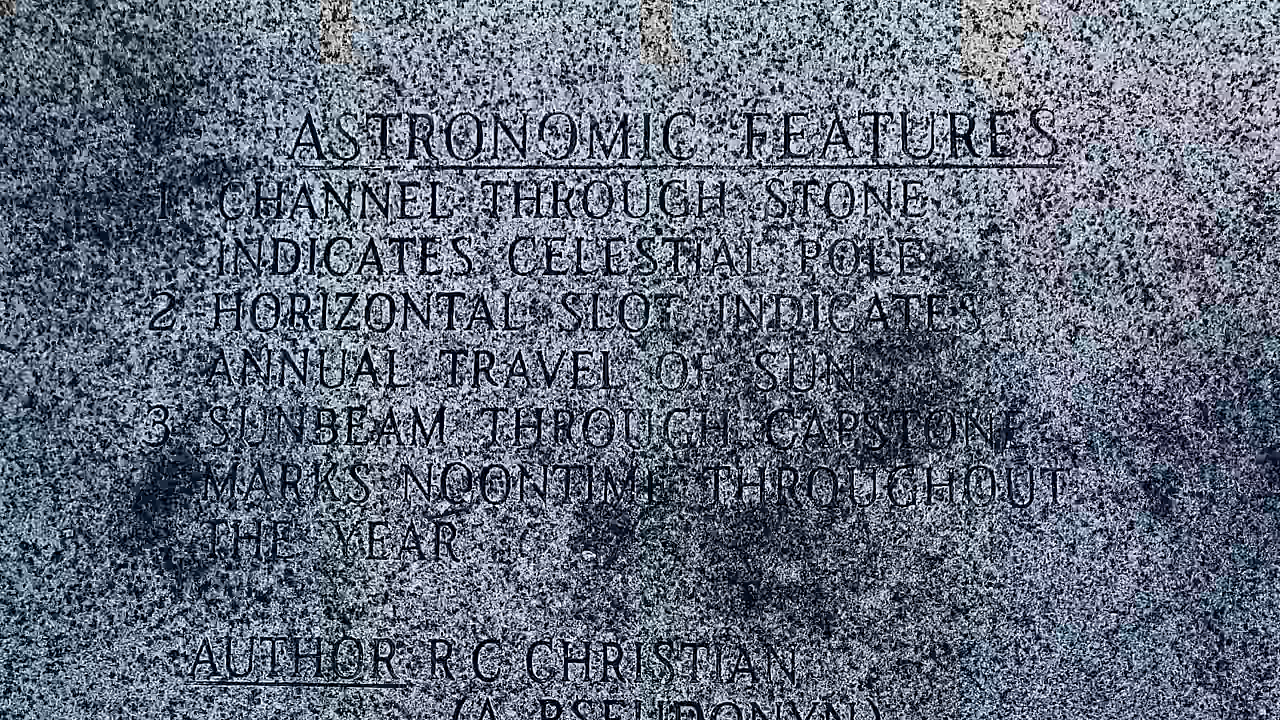 ASTRONOMIC FEATURES
1 CHANNEL THROUGH STONE
INDICATES CELESTIAL POLE
2 HORIZONTAL SLOT INDICATES
ANNUAL TRAVEL OF SUN
3 SUNBEAM THROUGH CAPSTONE
MARKS NOONTIME THROUGHOUT
THE YEAR
AUTHOR R C CHRISTIAN
(A PSEUDONYN)